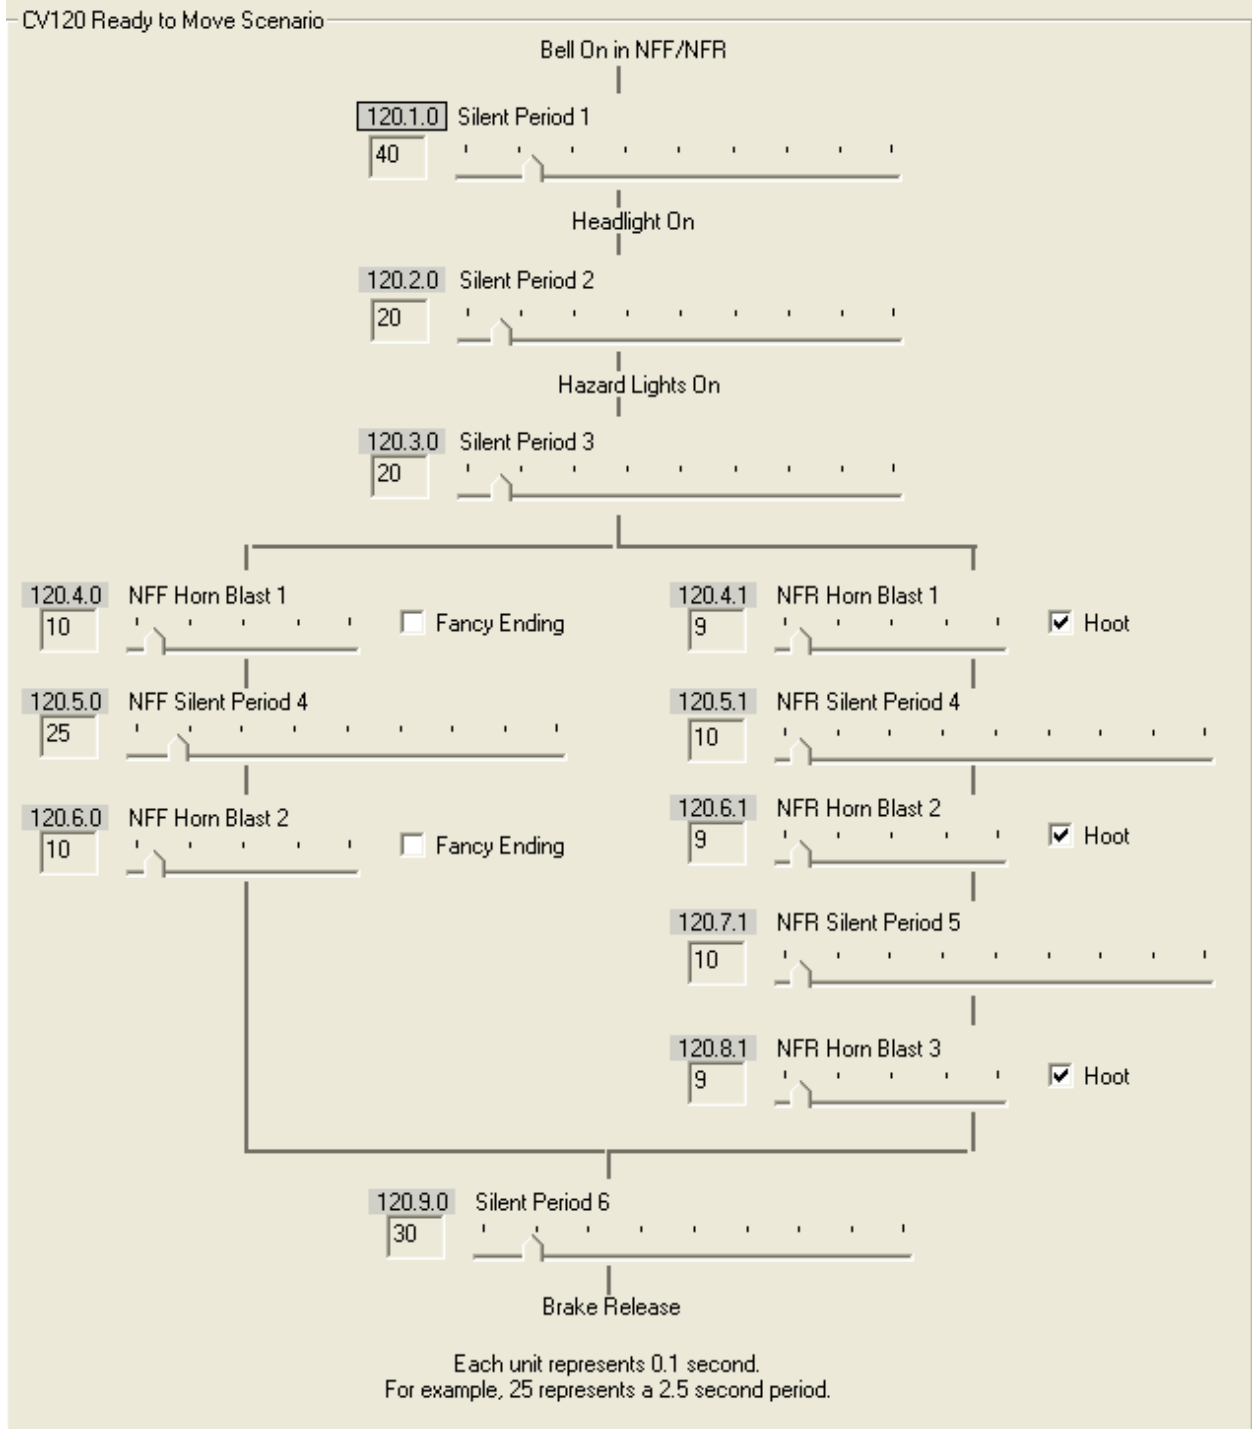 CV120 Ready to Move Scenario
Bell On in NFF/NFR
120.1.0 Silent Period 1
40
Headlight On
120.2.0 Silent Period 2
20
Hazard Lights On
120.3.0 Silent Period 3
20
120.4.0 NFF Horn Blast 1
10 Fancy Ending
120.4.1 NFR Horn Blast 1
9 Hoot
120.5.0 NFF Silent Period 4
25
120.5.1 NFR Silent Period 4
10
120.6.0 NFF Horn Blast 2
10 Fancy Ending
120.6.1 NFR Horn Blast 2
9 Hoot
120.7.1 NFR Silent Period 5
10
120.8.1 NFR Horn Blast 3
9 Hoot
120.9.0 Silent Period 6
30
Brake Release
Each unit represents 0.1 second.
For example, 25 represents a 2.5 second period.